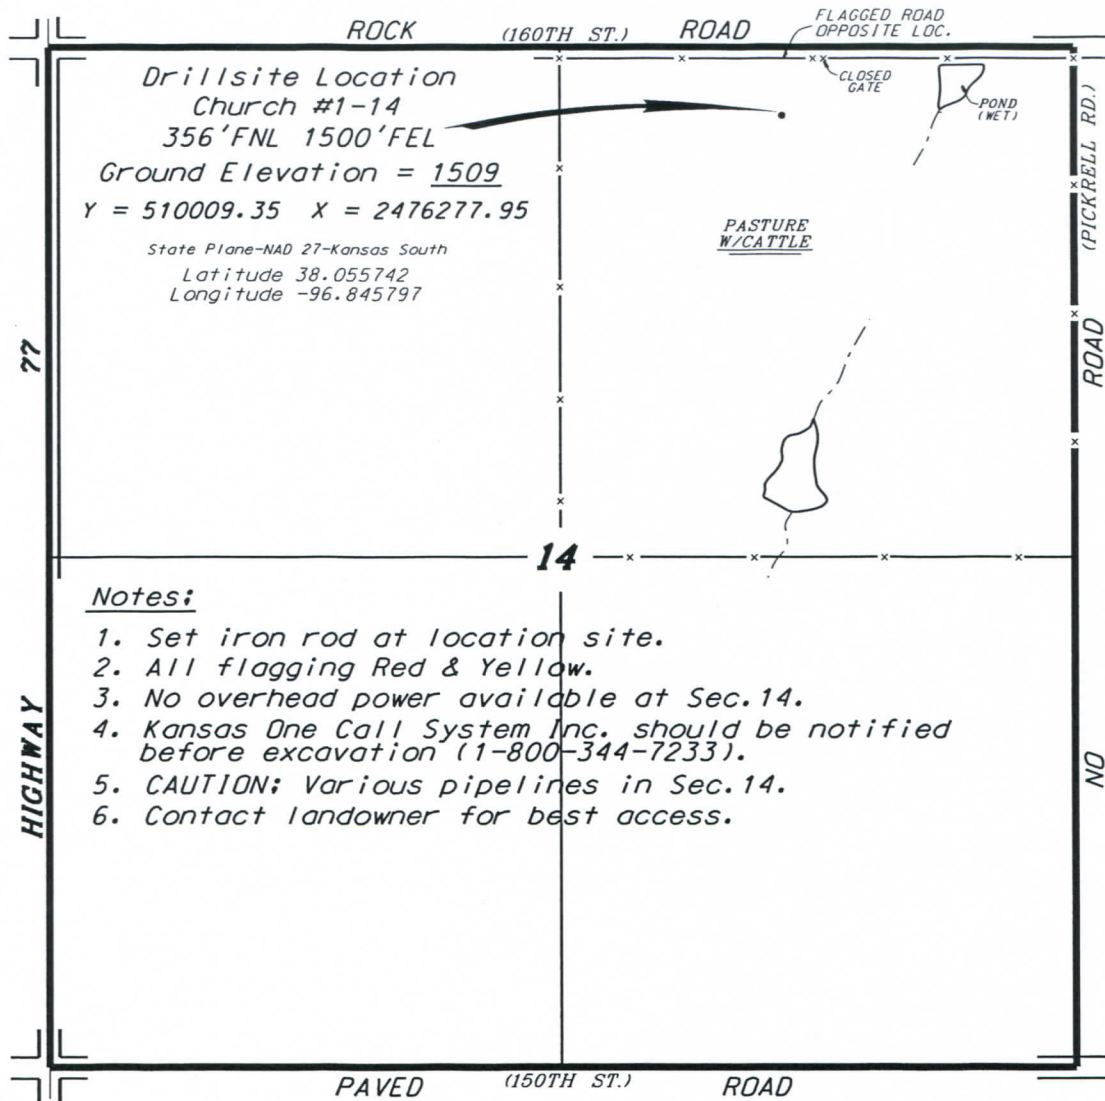 ROCK (160TH ST.) ROAD
FLAGGED ROAD
OPPOSITE LOC.
CLOSED
GATE
POND
(WET)
Drillsite Location
Church #1-14
356'FNL 1500'FEL
Ground Elevation = 1509
Y = 510009.35 X = 2476277.95
State Plane-NAD 27-Kansas South
Latitude 38.055742
Longitude -96.845797
PASTURE
W/CATTLE
HIGHWAY 77
NO ROAD (PICKRELL RD.)
14
Notes:
1. Set iron rod at location site.
2. All flagging Red & Yellow.
3. No overhead power available at Sec.14.
4. Kansas One Call System Inc. should be notified
before excavation (1-800-344-7233).
5. CAUTION: Various pipelines in Sec.14.
6. Contact landowner for best access.
PAVED (150TH ST.) ROAD